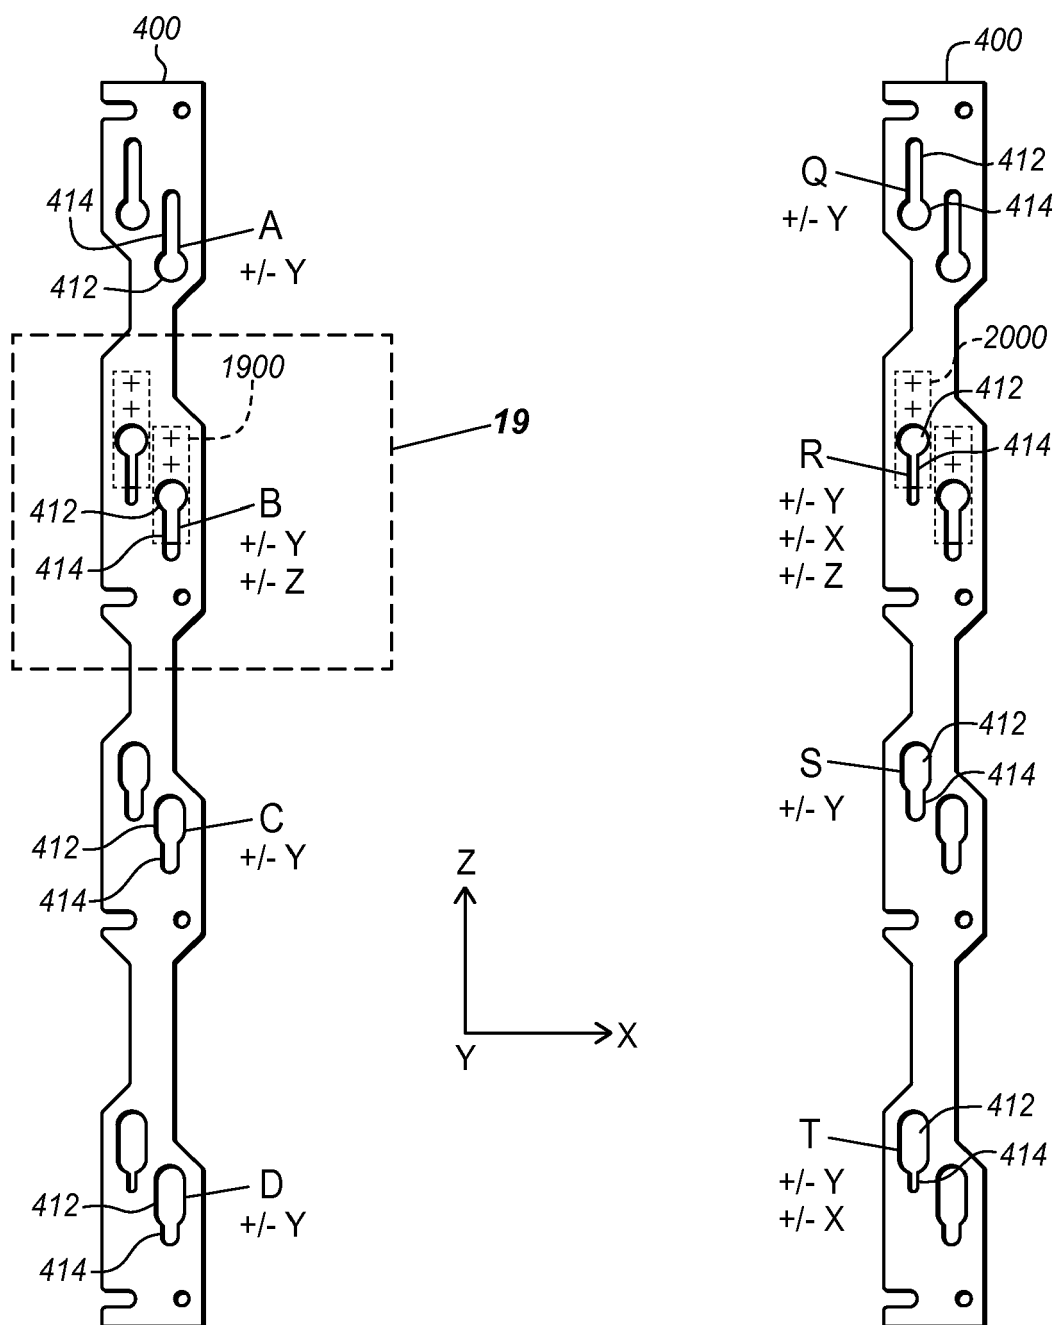 400
414
A
+/- Y
412
1900
19
412
B
414
+/- Y
+/- Z
C
412
+/- Y
414
D
412
+/- Y
414
Z
Y
X
400
412
Q
414
+/- Y
2000
412
R
414
+/- Y
+/- X
+/- Z
412
S
414
+/- Y
412
T
414
+/- Y
+/- X